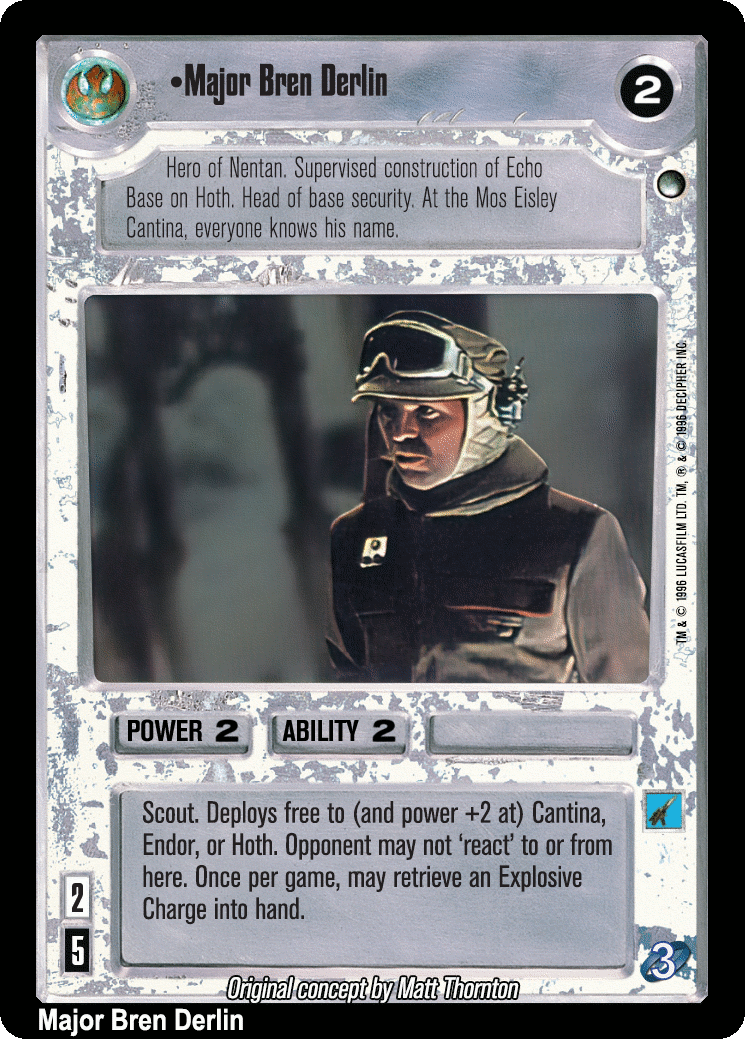 •Major Bren Derlin
2
Hero of Nentan. Supervised construction of Echo
Base on Hoth. Head of base security. At the Mos Eisley
Cantina, everyone knows his name.
TM & © 1996 LUCASFILM LTD. TM, ® & © 1996 DECIPHER INC.
POWER 2
ABILITY 2
Scout. Deploys free to (and power +2 at) Cantina,
Endor, or Hoth. Opponent may not ‘react’ to or from
here. Once per game, may retrieve an Explosive
Charge into hand.
2
5
3
Original concept by Matt Thornton
Major Bren Derlin